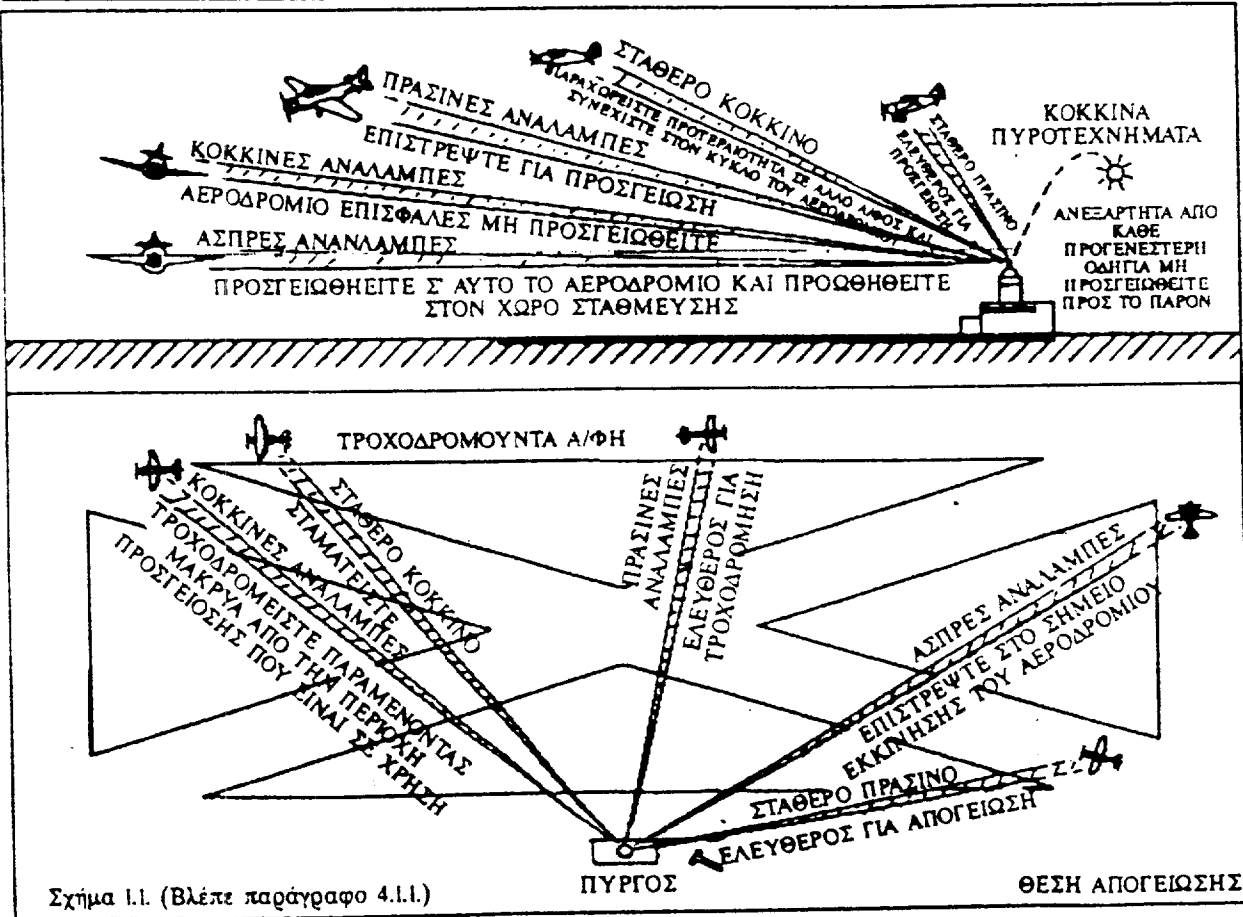 ΣΤΑΘΕΡΟ ΚΟΚΚΙΝΟ
ΠΑΡΑΧΟΡΕΙΣΤΕ ΠΡΟΤΕΡΑΙΟΤΗΤΑ ΣΕ ΑΛΛΟ Α/ΦΟΣ ΚΑΙ
ΣΥΝΕΧΙΣΤΕ ΣΤΟΝ ΚΥΚΛΟ ΤΟΥ ΑΕΡΟΔΡΟΜΙΟΥ
ΠΡΑΣΙΝΕΣ ΑΝΑΛΑΜΠΕΣ
ΕΠΙΣΤΡΕΨΤΕ ΓΙΑ ΠΡΟΣΓΕΙΩΣΗ
ΚΟΚΚΙΝΕΣ ΑΝΑΛΑΜΠΕΣ
ΑΕΡΟΔΡΟΜΙΟ ΕΠΙΣΦΑΛΕΣ ΜΗ ΠΡΟΣΓΕΙΩΘΕΙΤΕ
ΑΣΠΡΕΣ ΑΝΑΝΛΑΜΠΕΣ
ΠΡΟΣΓΕΙΩΘΗΕΙΤΕ Σ' ΑΥΤΟ ΤΟ ΑΕΡΟΔΡΟΜΙΟ ΚΑΙ ΠΡΟΩΘΗΘΕΙΤΕ
ΣΤΟΝ ΧΩΡΟ ΣΤΑΘΜΕΥΣΗΣ
ΣΤΑΘΕΡΟ ΠΡΑΣΙΝΟ
ΕΛΕΥΘΕΡΟΣ ΓΙΑ
ΠΡΟΣΓΕΙΩΣΗ
ΚΟΚΚΙΝΑ
ΠΥΡΟΤΕΧΝΗΜΑΤΑ
ΑΝΕΞΑΡΤΗΤΑ ΑΠΟ
ΚΑΘΕ
ΠΡΟΓΕΝΕΣΤΕΡΗ
ΟΔΗΓΙΑ ΜΗ
ΠΡΟΣΓΕΙΩΘΕΙΤΕ
ΠΡΟΣ ΤΟ ΠΑΡΟΝ
ΤΡΟΧΟΔΡΟΜΟΥΝΤΑ Α/ΦΗ
ΚΟΚΚΙΝΕΣ ΑΝΑΛΑΜΠΕΣ
ΤΡΟΧΟΔΡΟΜΕΙΣΤΕ ΠΑΡΑΜΕΝΟΝΤΑΣ
ΜΑΚΡΥΑ ΑΠΟ ΤΗΝ ΠΕΡΙΟΧΗ
ΠΡΟΣΓΕΙΟΣΗΣ ΠΟΥ ΕΙΝΑΙ ΣΕ ΧΡΗΣΗ
ΣΤΑΘΕΡΟ ΚΟΚΚΙΝΟ
ΣΤΑΜΑΤΕΙΣΤΕ
ΠΡΑΣΙΝΕΣ
ΑΝΑΛΑΜΠΕΣ
ΕΛΕΥΘΕΡΟΣ ΓΙΑ
ΤΡΟΧΟΔΡΟΜΗΣΗ
ΑΣΠΡΕΣ ΑΝΑΛΑΜΠΕΣ
ΕΠΙΣΤΡΕΨΤΕ ΣΤΟ ΣΗΜΕΙΟ
ΕΚΚΙΝΗΣΗΣ ΤΟΥ ΑΕΡΟΔΡΟΜΙΟΥ
ΣΤΑΘΕΡΟ ΠΡΑΣΙΝΟ
ΕΛΕΥΘΕΡΟΣ ΓΙΑ ΑΠΟΓΕΙΩΣΗ
ΠΥΡΓΟΣ
ΘΕΣΗ ΑΠΟΓΕΙΩΣΗΣ
Σχήμα 1.1. (Βλέπε παράγραφο 4.1.1.)